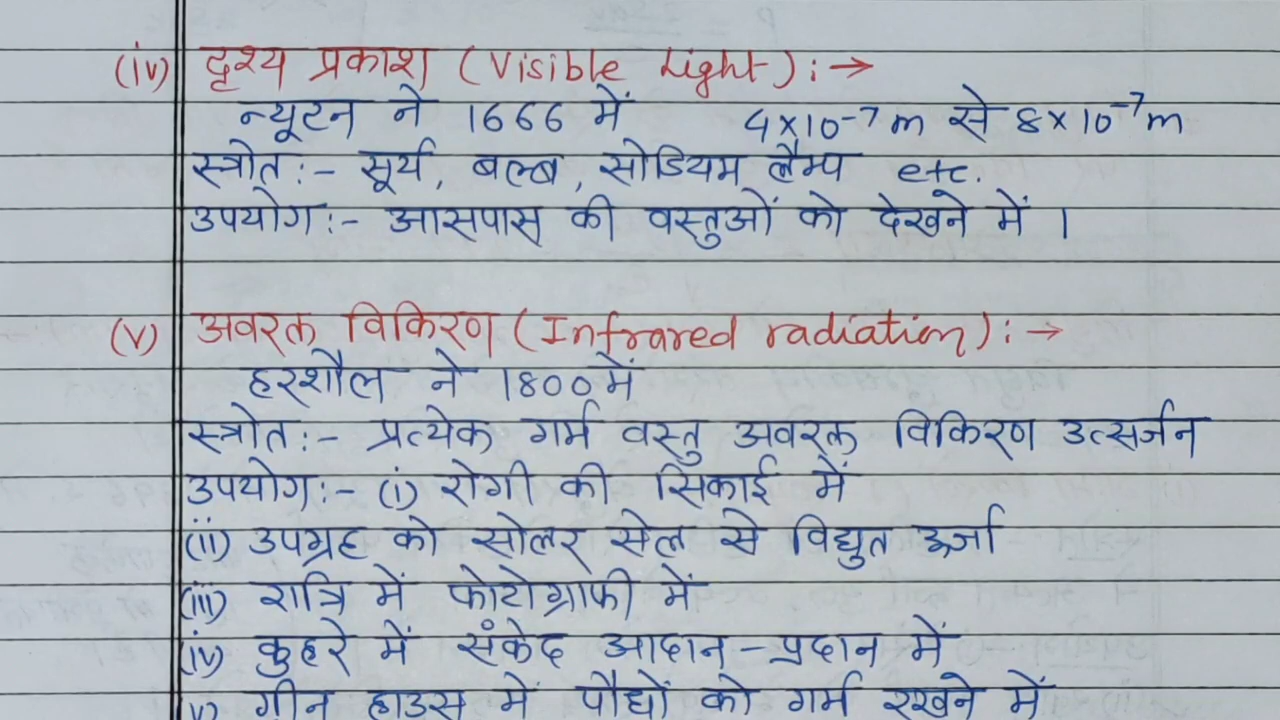 (iv) दृश्य प्रकाश (Visible Light) :→
न्यूटन ने 1666 में 4×10⁻⁷ m से 8×10⁻⁷ m
स्त्रोत :- सूर्य, बल्ब, सोडियम लैम्प etc.
उपयोग :- आसपास की वस्तुओं को देखने में ।
(v) अवरक्त विकिरण (Infrared radiation) :→
हरशैल ने 1800 में
स्त्रोत :- प्रत्येक गर्म वस्तु अवरक्त विकिरण उत्सर्जन
उपयोग :- (i) रोगी की सिकाई में
(ii) उपग्रह को सोलर सेल से विद्युत ऊर्जा
(iii) रात्रि में फोटोग्राफी में
(iv) कुहरे में संकेद आदान-प्रदान में
v) ग्रीन हाउस में पौधों को गर्म रखने में